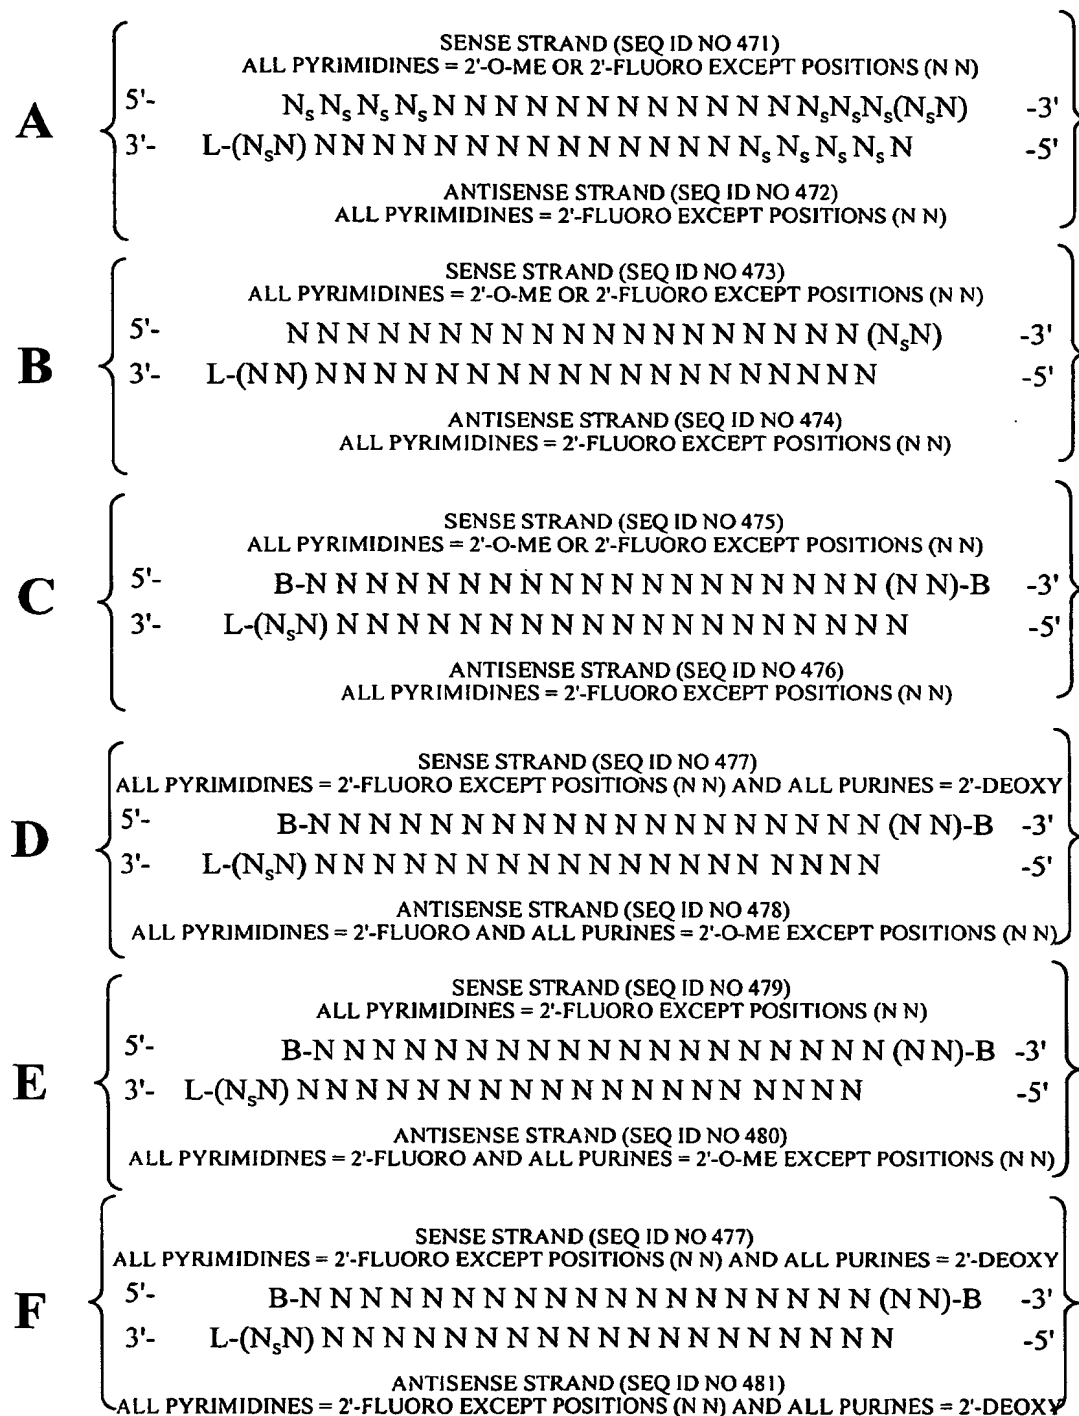 SENSE STRAND (SEQ ID NO 471)
ALL PYRIMIDINES = 2'-O-ME OR 2'-FLUORO EXCEPT POSITIONS (N N)
A
5'- NₛNₛNₛNₛN N N N N N N N N N N N NₛNₛNₛ(NₛN) -3'
3'- L-(NₛN) N N N N N N N N N N N N N N NₛNₛNₛNₛN -5'
ANTISENSE STRAND (SEQ ID NO 472)
ALL PYRIMIDINES = 2'-FLUORO EXCEPT POSITIONS (N N)
SENSE STRAND (SEQ ID NO 473)
ALL PYRIMIDINES = 2'-O-ME OR 2'-FLUORO EXCEPT POSITIONS (N N)
B
5'- N N N N N N N N N N N N N N N N N N N (NₛN) -3'
3'- L-(N N) N N N N N N N N N N N N N N N N N N N -5'
ANTISENSE STRAND (SEQ ID NO 474)
ALL PYRIMIDINES = 2'-FLUORO EXCEPT POSITIONS (N N)
SENSE STRAND (SEQ ID NO 475)
ALL PYRIMIDINES = 2'-O-ME OR 2'-FLUORO EXCEPT POSITIONS (N N)
C
5'- B-N N N N N N N N N N N N N N N N N N N (N N)-B -3'
3'- L-(NₛN) N N N N N N N N N N N N N N N N N N N -5'
ANTISENSE STRAND (SEQ ID NO 476)
ALL PYRIMIDINES = 2'-FLUORO EXCEPT POSITIONS (N N)
SENSE STRAND (SEQ ID NO 477)
ALL PYRIMIDINES = 2'-FLUORO EXCEPT POSITIONS (N N) AND ALL PURINES = 2'-DEOXY
D
5'- B-N N N N N N N N N N N N N N N N N N N (N N)-B -3'
3'- L-(NₛN) N N N N N N N N N N N N N N N N N N N -5'
ANTISENSE STRAND (SEQ ID NO 478)
ALL PYRIMIDINES = 2'-FLUORO AND ALL PURINES = 2'-O-ME EXCEPT POSITIONS (N N)
SENSE STRAND (SEQ ID NO 479)
ALL PYRIMIDINES = 2'-FLUORO EXCEPT POSITIONS (N N)
E
5'- B-N N N N N N N N N N N N N N N N N N N (N N)-B -3'
3'- L-(NₛN) N N N N N N N N N N N N N N N N N N N -5'
ANTISENSE STRAND (SEQ ID NO 480)
ALL PYRIMIDINES = 2'-FLUORO AND ALL PURINES = 2'-O-ME EXCEPT POSITIONS (N N)
SENSE STRAND (SEQ ID NO 477)
ALL PYRIMIDINES = 2'-FLUORO EXCEPT POSITIONS (N N) AND ALL PURINES = 2'-DEOXY
F
5'- B-N N N N N N N N N N N N N N N N N N N (N N)-B -3'
3'- L-(NₛN) N N N N N N N N N N N N N N N N N N N -5'
ANTISENSE STRAND (SEQ ID NO 481)
ALL PYRIMIDINES = 2'-FLUORO EXCEPT POSITIONS (N N) AND ALL PURINES = 2'-DEOXY